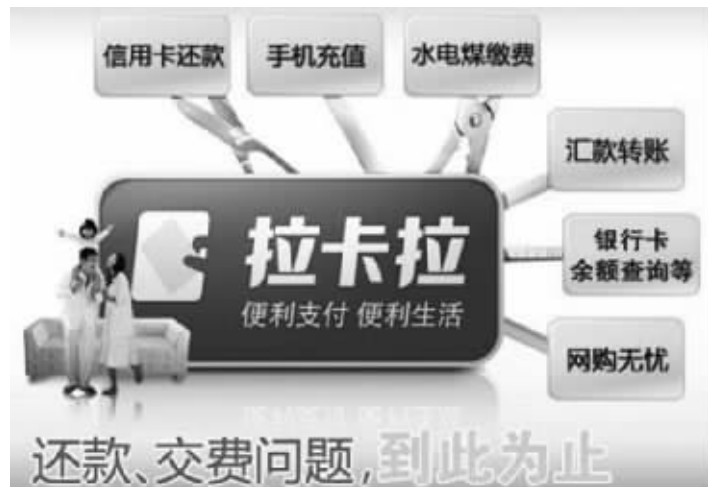 信用卡还款
手机充值
水电煤缴费
汇款转账
拉卡拉
便利支付 便利生活
银行卡
余额查询等
网购无忧
还款、交费问题,到此为止